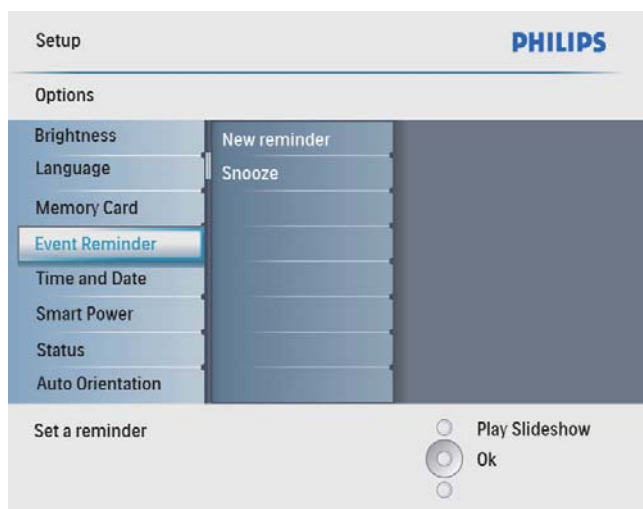 Setup
PHILIPS
Options
Brightness
Language
Memory Card
Event Reminder
Time and Date
Smart Power
Status
Auto Orientation
New reminder
Snooze
Set a reminder
Play Slideshow
Ok